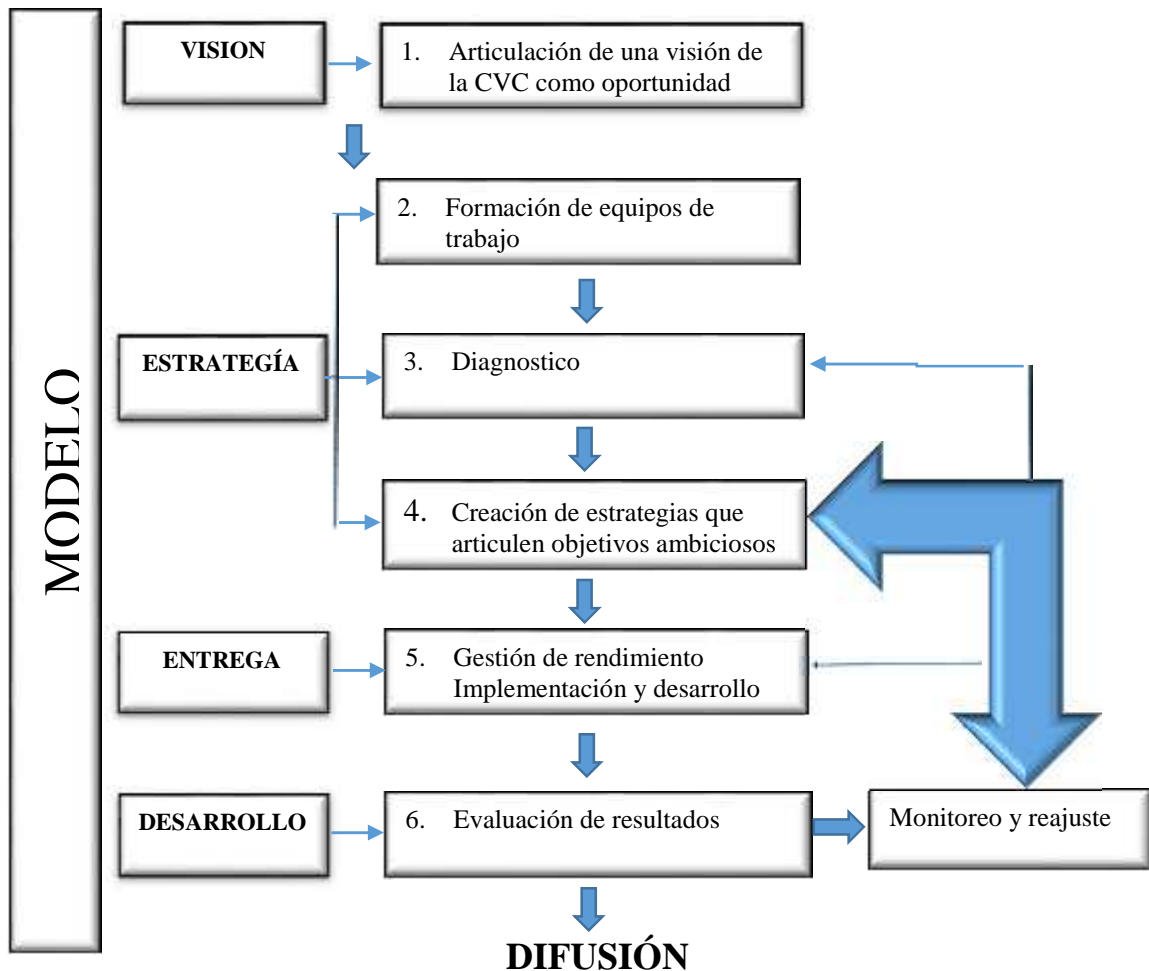 MODELO
VISION
1. Articulación de una visión de
la CVC como oportunidad
2. Formación de equipos de
trabajo
ESTRATEGÍA
3. Diagnostico
4. Creación de estrategias que
articulen objetivos ambiciosos
ENTREGA
5. Gestión de rendimiento
Implementación y desarrollo
DESARROLLO
6. Evaluación de resultados
Monitoreo y reajuste
DIFUSIÓN